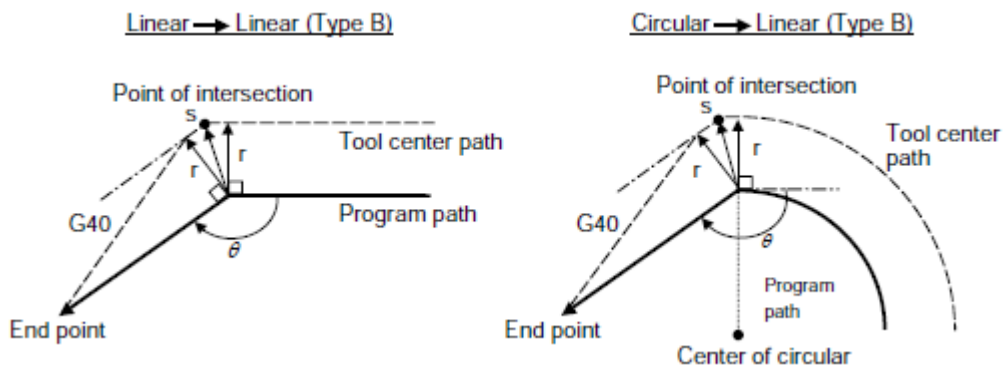 Linear → Linear (Type B)
Point of intersection
s
Tool center path
r
r
G40
Program path
θ
End point
Circular → Linear (Type B)
Point of intersection
s
Tool center
path
r
r
G40
θ
Program
path
End point
Center of circular